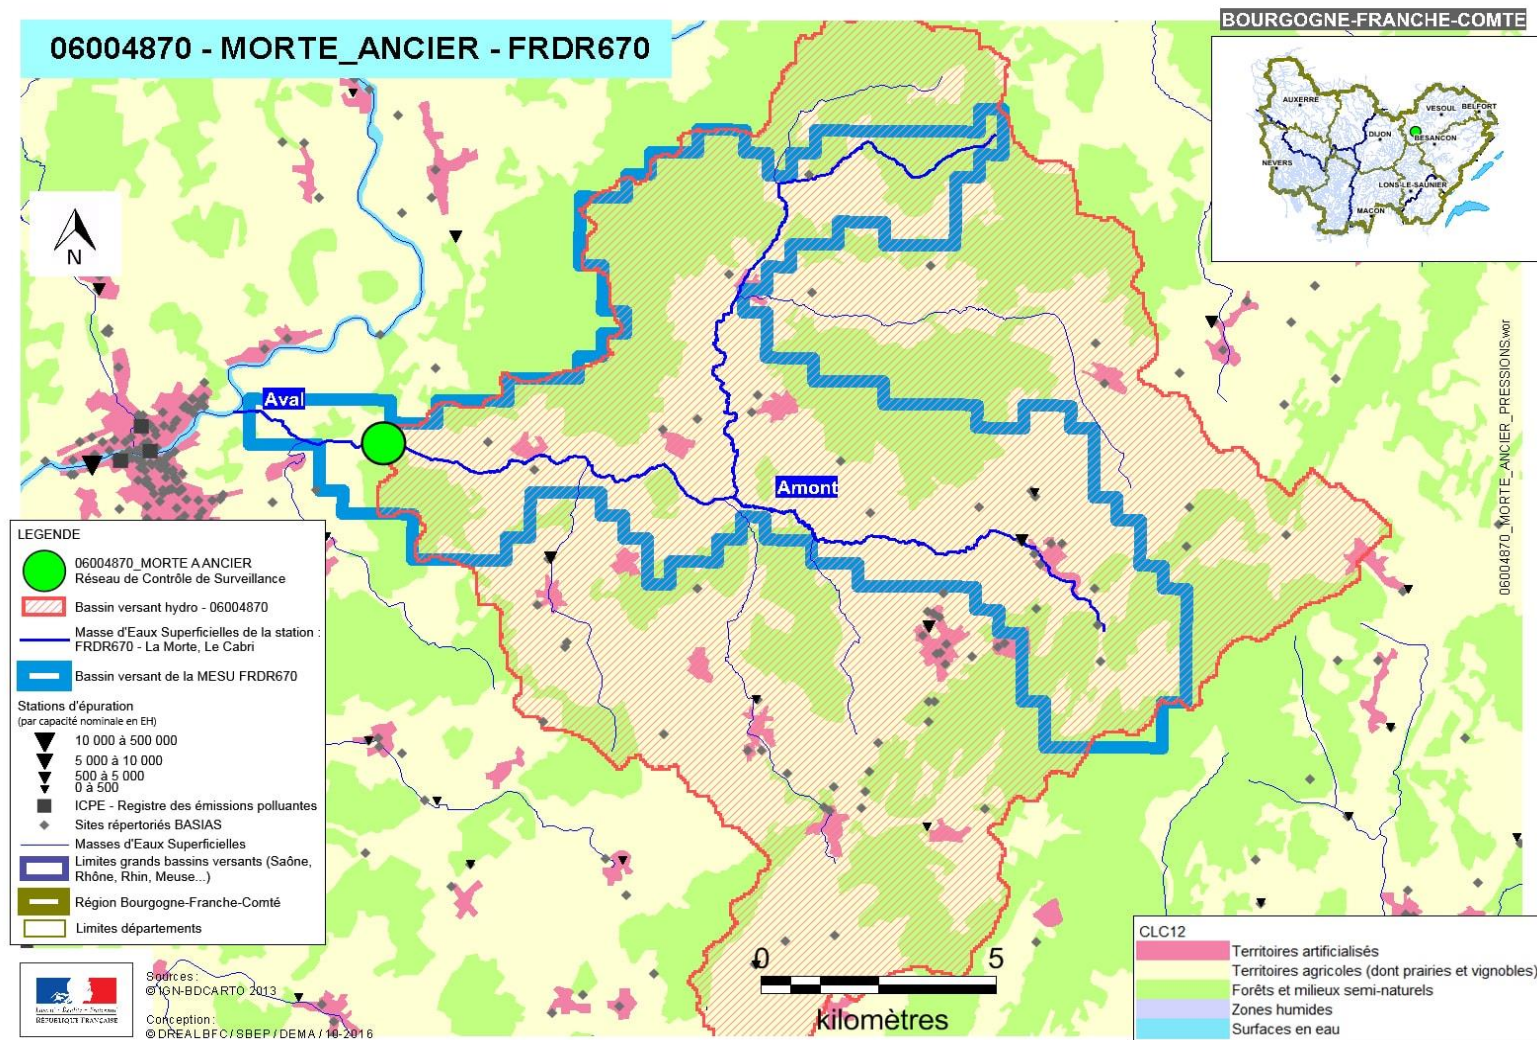 06004870 - MORTE_ANCIER - FRDR670
BOURGOGNE-FRANCHE-COMTE
AUXERRE
VESOUL
BELFORT
DIJON
BESANCON
NEVERS
LONS-LE-SAUNIER
MACON
N
Aval
Amont
06004870_MORTE_ANCIER_PRESSIONS.wor
LEGENDE
06004870_MORTE A ANCIER
Réseau de Contrôle de Surveillance
Bassin versant hydro - 06004870
Masse d'Eaux Superficielles de la station :
FRDR670 - La Morte, Le Cabri
Bassin versant de la MESU FRDR670
Stations d'épuration
(par capacité nominale en EH)
10 000 à 500 000
5 000 à 10 000
500 à 5 000
0 à 500
ICPE - Registre des émissions polluantes
Sites répertoriés BASIAS
Masses d'Eaux Superficielles
Limites grands bassins versants (Saône,
Rhône, Rhin, Meuse...)
Région Bourgogne-Franche-Comté
Limites départements
RÉPUBLIQUE FRANÇAISE
Sources :
© IGN-BDCARTO 2013
Conception :
© DREAL BFC / SBEP / DEMA / 10-2016
0 5
kilomètres
CLC12
Territoires artificialisés
Territoires agricoles (dont prairies et vignobles)
Forêts et milieux semi-naturels
Zones humides
Surfaces en eau